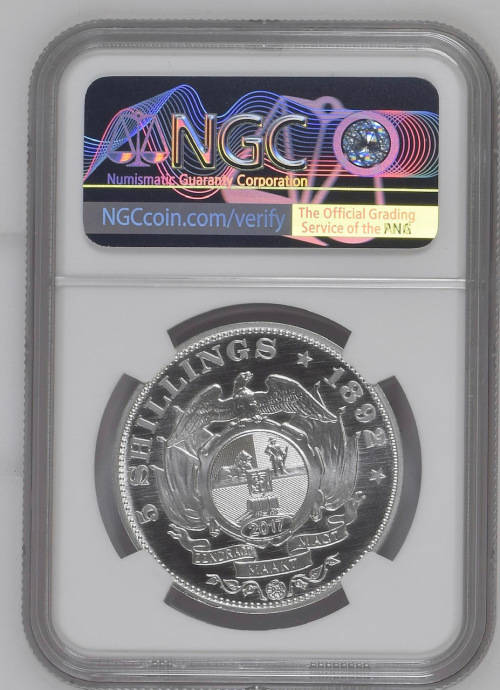 NGC
Numismatic Guaranty Corporation
NGCcoin.com/verify
The Official Grading
Service of the
5 SHILLINGS ★ 1892 ★
2017
EENDRAGT
MAAKT
MAGT